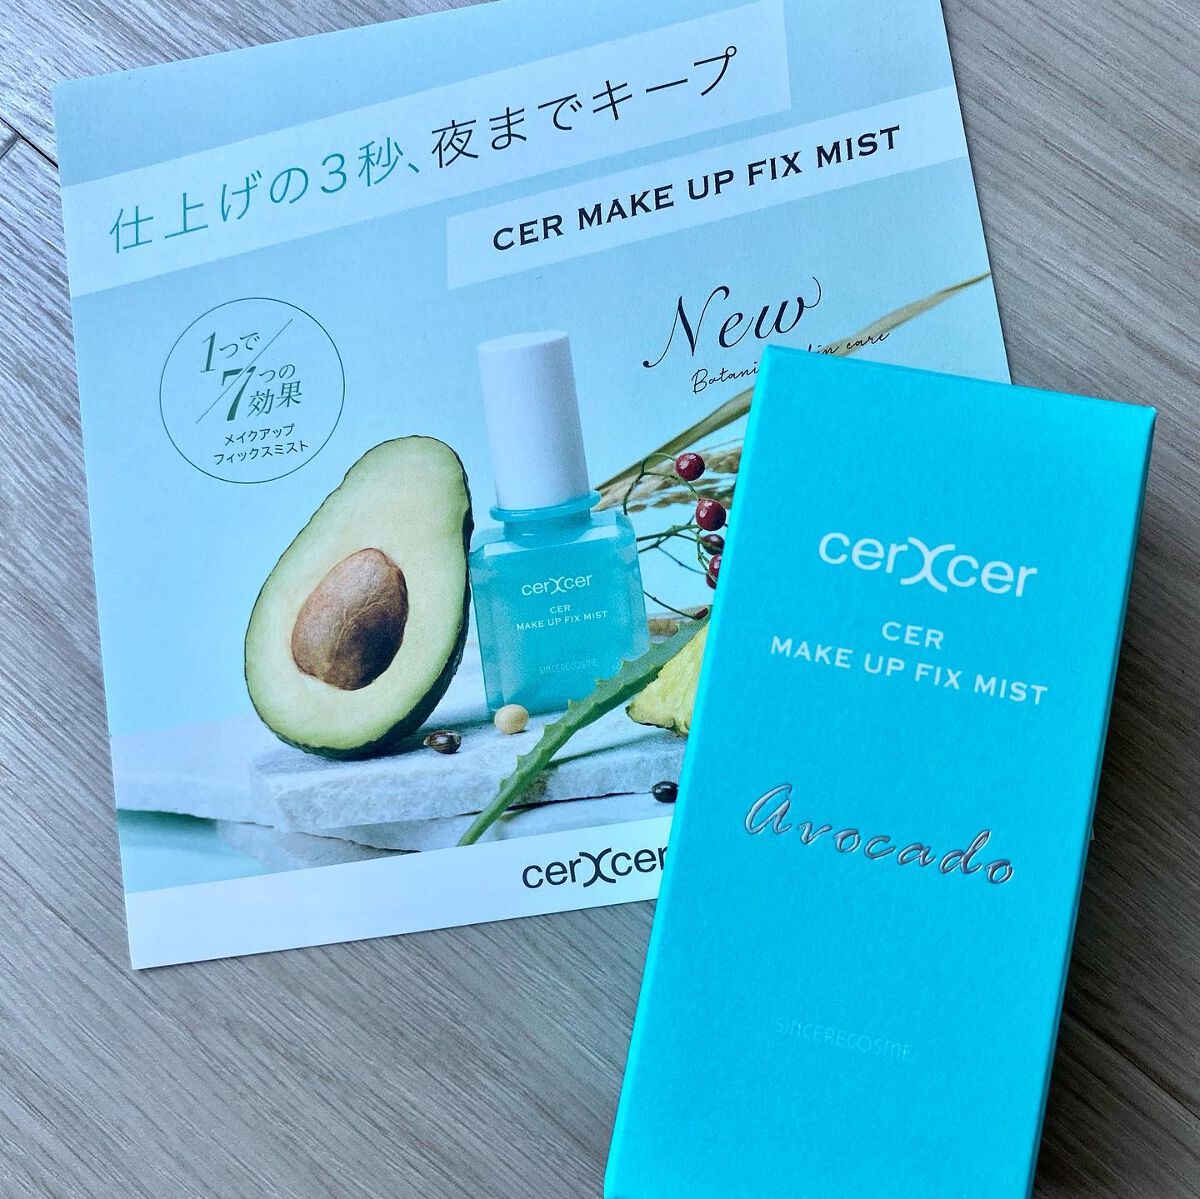 仕上げの3秒、夜までキープ
CER MAKE UP FIX MIST
1つで
7つの
効果
メイクアップ
フィックスミスト
New
care
cerXcer
CER
MAKE UP FIX MIST
SINCERECOSME
cerXcer
cerXcer
CER
MAKE UP FIX MIST
Avocado
SINCERECOSME